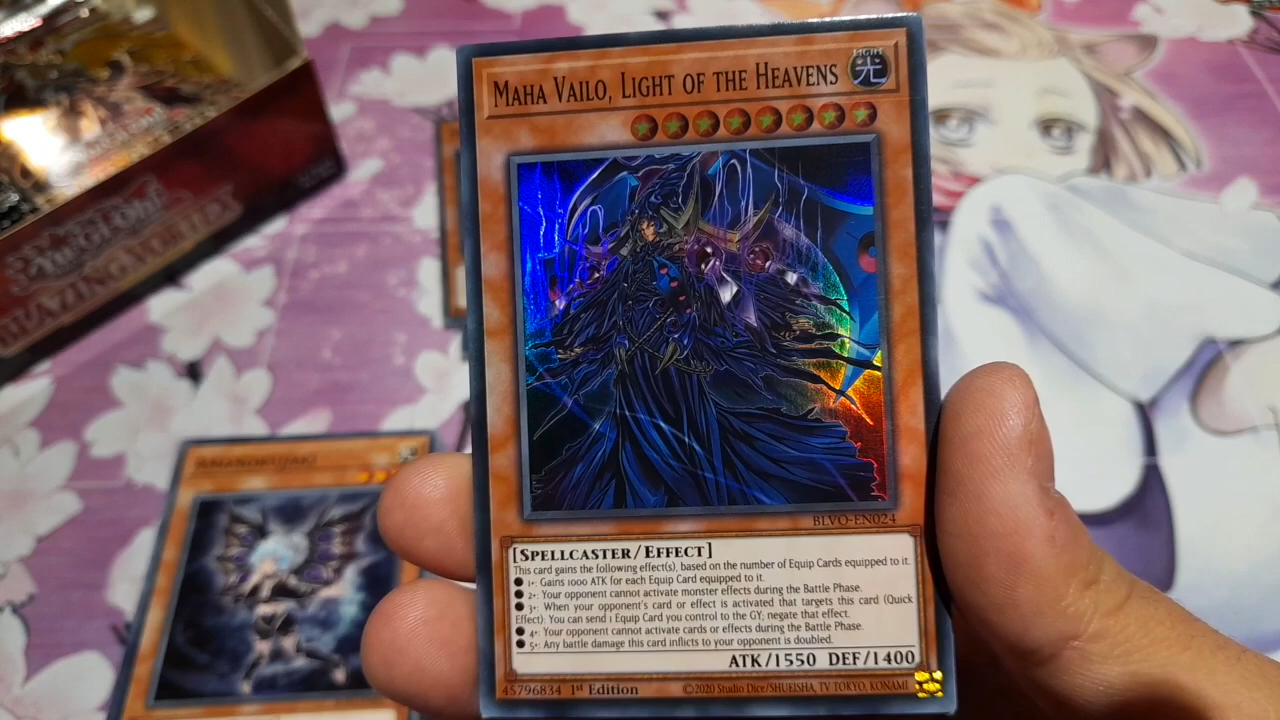 MAHA VAILO, LIGHT OF THE HEAVENS
LIGHT
光
BLVO-EN024
[SPELLCASTER/EFFECT]
This card gains the following effect(s), based on the number of Equip Cards equipped to it.
● 1+: Gains 1000 ATK for each Equip Card equipped to it.
● 2+: Your opponent cannot activate monster effects during the Battle Phase.
● 3+: When your opponent's card or effect is activated that targets this card (Quick
Effect): You can send 1 Equip Card you control to the GY; negate that effect.
● 4+: Your opponent cannot activate cards or effects during the Battle Phase.
● 5+: Any battle damage this card inflicts to your opponent is doubled.
ATK/1550 DEF/1400
45796834 1st Edition ©2020 Studio Dice/SHUEISHA, TV TOKYO, KONAMI
Yu-Gi-Oh!
BLAZING VORTEX
AMANOKUJAKI